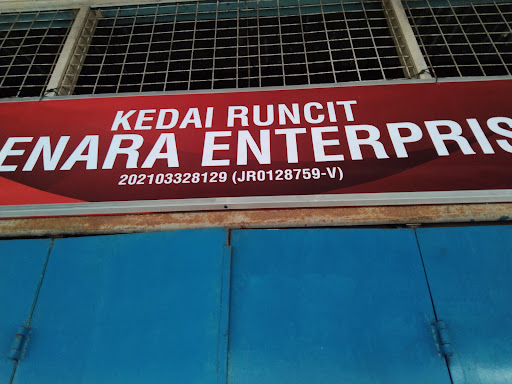 KEDAI RUNCIT
ENARA ENTERPRIS
202103328129 (JR0128759-V)